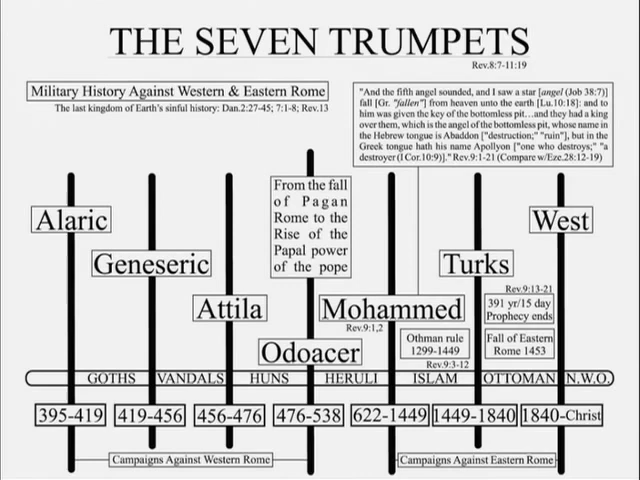 THE SEVEN TRUMPETS
Rev.8:7-11:19
Military History Against Western & Eastern Rome
The last kingdom of Earth's sinful history: Dan.2:27-45; 7:1-8; Rev.13
"And the fifth angel sounded, and I saw a star [angel (Job 38:7)]
fall [Gr. "fallen"] from heaven unto the earth [Lu.10:18]: and to
him was given the key of the bottomless pit...and they had a king
over them, which is the angel of the bottomless pit, whose name in
the Hebrew tongue is Abaddon ["destruction;" "ruin"], but in the
Greek tongue hath his name Apollyon ["one who destroys;" "a
destroyer (I Cor.10:9)]." Rev.9:1-21 (Compare w/Eze.28:12-19)
From the fall
of Pagan
Rome to the
Rise of the
Papal power
of the pope
Alaric
West
Geneseric
Turks
Attila
Mohammed
Rev.9:1,2
Rev.9:13-21
391 yr/15 day
Prophecy ends
Odoacer
Othman rule
1299-1449
Rev.9:3-12
Fall of Eastern
Rome 1453
GOTHS VANDALS HUNS HERULI ISLAM OTTOMAN N.W.O.
395-419 419-456 456-476 476-538 622-1449 1449-1840 1840-Christ
Campaigns Against Western Rome
Campaigns Against Eastern Rome